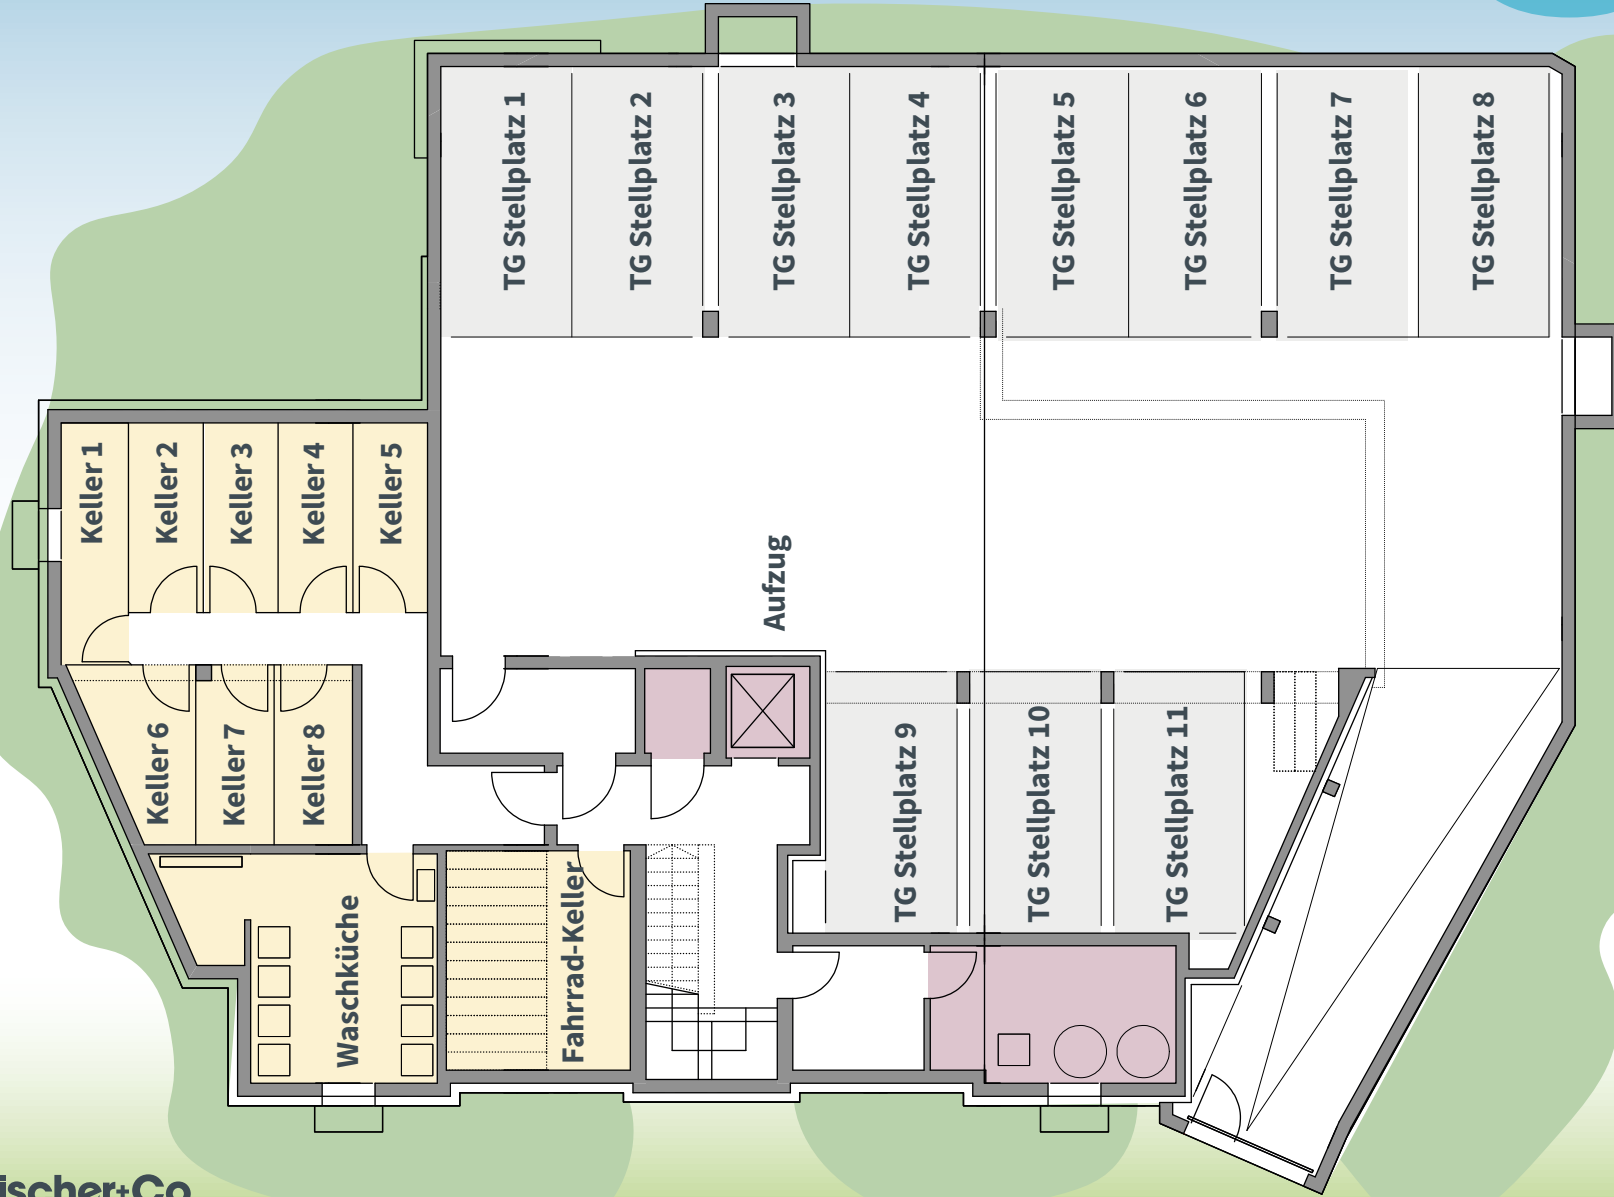 TG Stellplatz 1
TG Stellplatz 2
TG Stellplatz 3
TG Stellplatz 4
TG Stellplatz 5
TG Stellplatz 6
TG Stellplatz 7
TG Stellplatz 8
Keller 1
Keller 2
Keller 3
Keller 4
Keller 5
Aufzug
Keller 6
Keller 7
Keller 8
TG Stellplatz 9
TG Stellplatz 10
TG Stellplatz 11
Waschküche
Fahrrad-Keller
ischer+Co